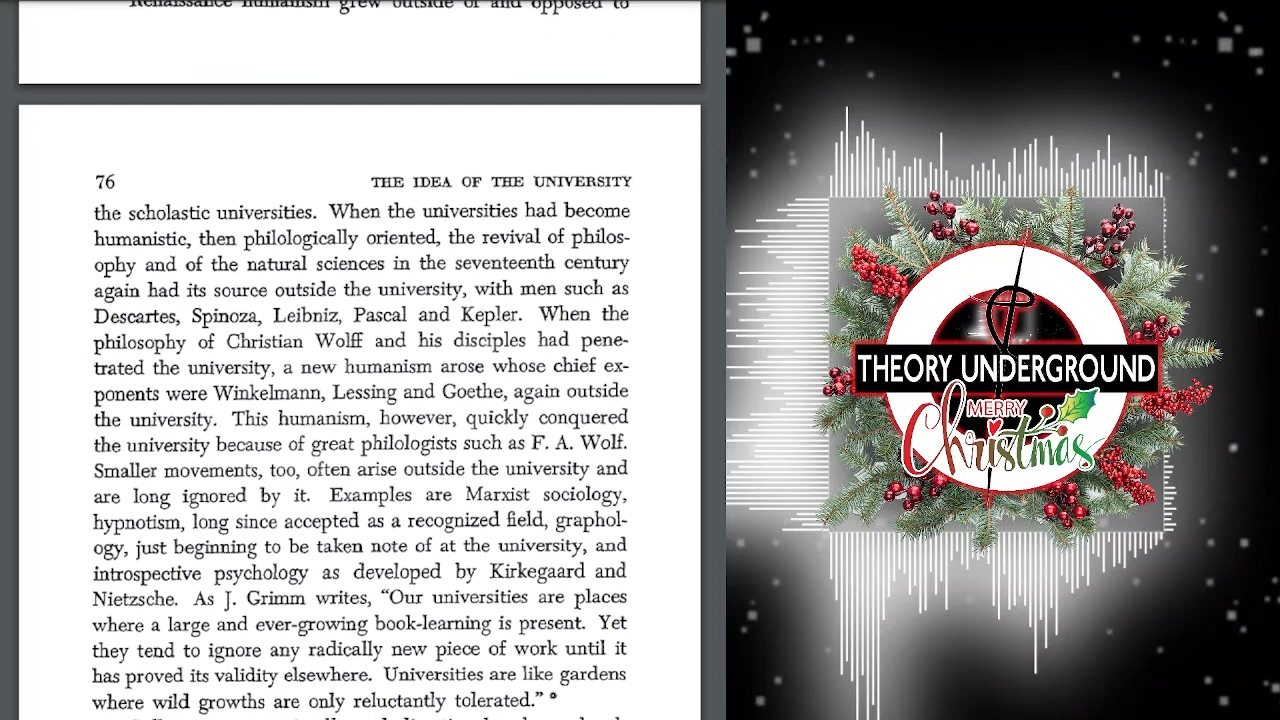 Renaissance humanism grew outside of and opposed to
76 THE IDEA OF THE UNIVERSITY
the scholastic universities. When the universities had become
humanistic, then philologically oriented, the revival of philos-
ophy and of the natural sciences in the seventeenth century
again had its source outside the university, with men such as
Descartes, Spinoza, Leibniz, Pascal and Kepler. When the
philosophy of Christian Wolff and his disciples had pene-
trated the university, a new humanism arose whose chief ex-
ponents were Winkelmann, Lessing and Goethe, again outside
the university. This humanism, however, quickly conquered
the university because of great philologists such as F. A. Wolf.
Smaller movements, too, often arise outside the university and
are long ignored by it. Examples are Marxist sociology,
hypnotism, long since accepted as a recognized field, graphol-
ogy, just beginning to be taken note of at the university, and
introspective psychology as developed by Kirkegaard and
Nietzsche. As J. Grimm writes, “Our universities are places
where a large and ever-growing book-learning is present. Yet
they tend to ignore any radically new piece of work until it
has proved its validity elsewhere. Universities are like gardens
where wild growths are only reluctantly tolerated.” *
THEORY UNDERGROUND
MERRY
Christmas